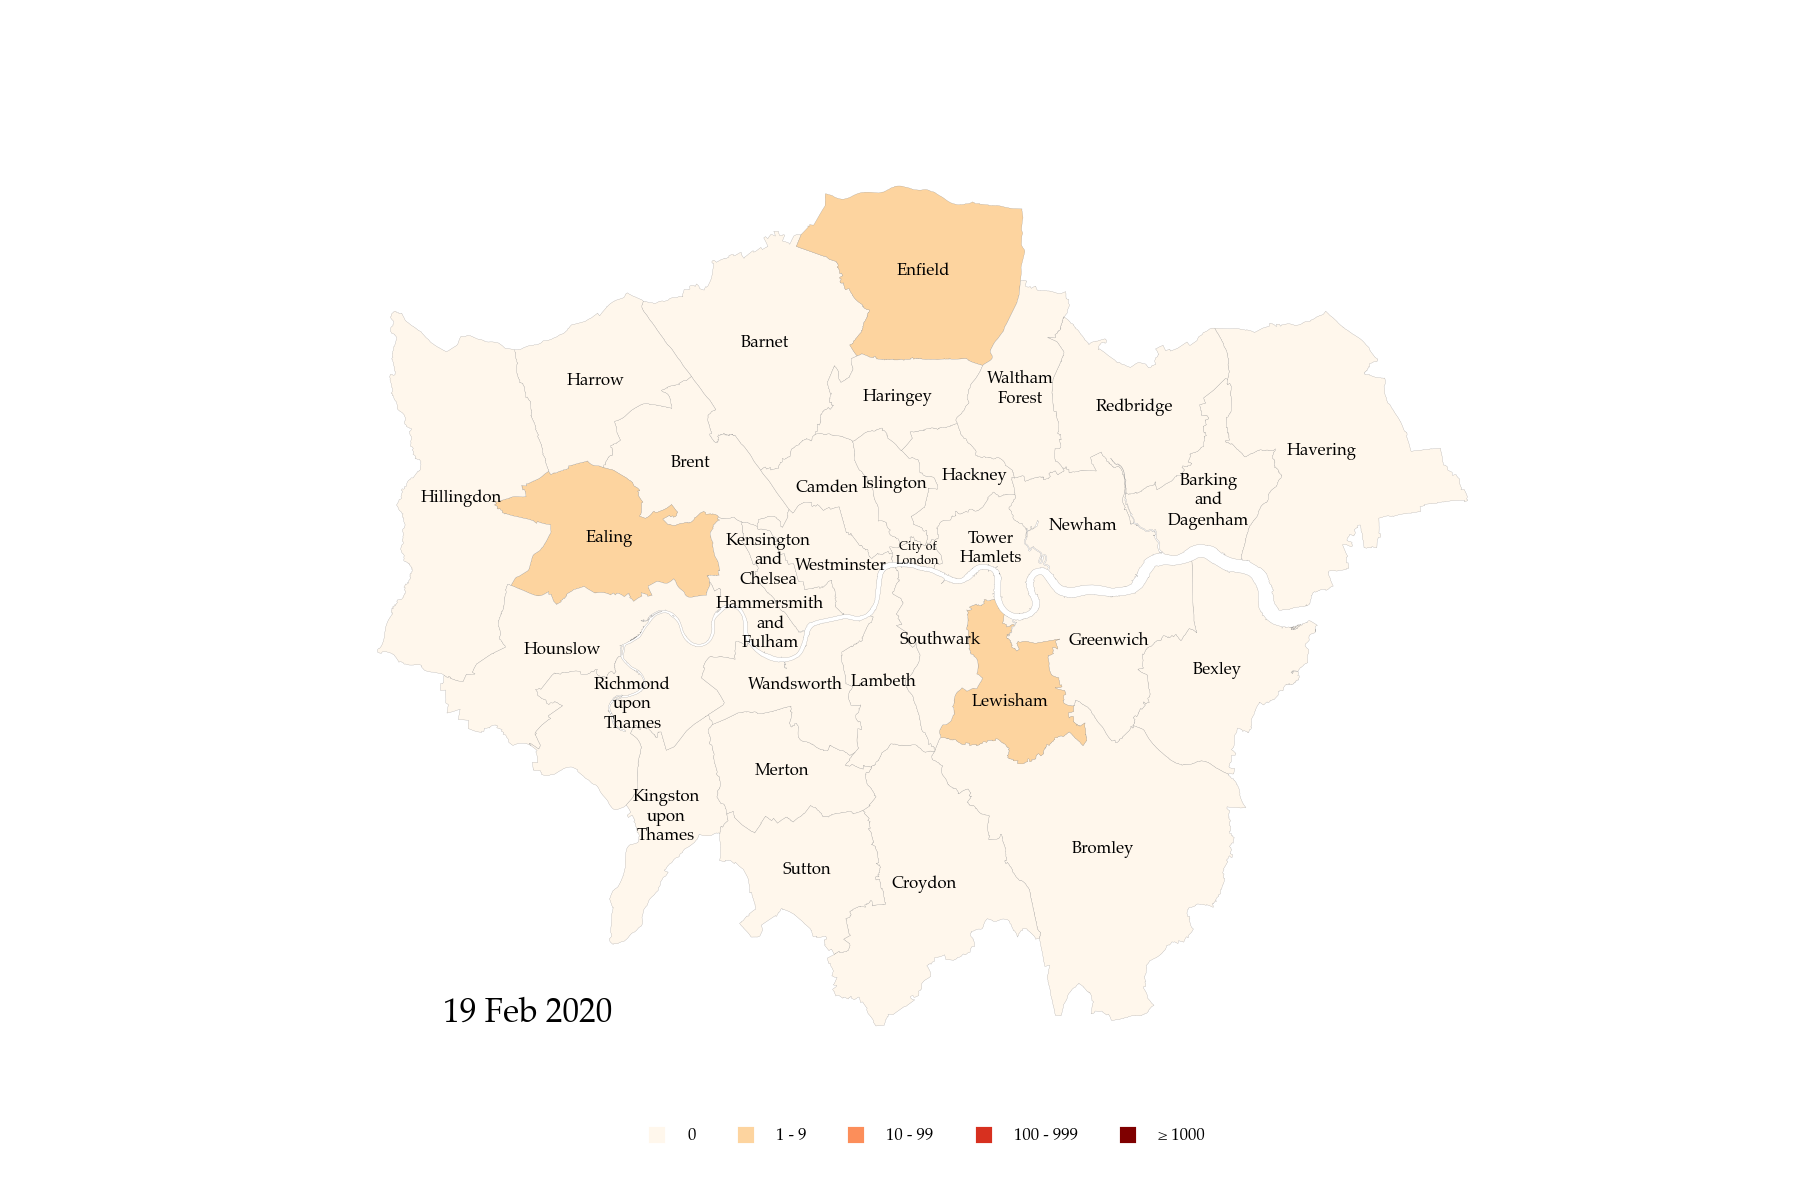 Enfield
Barnet
Harrow
Haringey
Waltham
Forest
Redbridge
Havering
Brent
Hillingdon
Camden
Islington
Hackney
Barking
and
Dagenham
Ealing
Newham
Kensington
and
Chelsea
Westminster
City of
London
Tower
Hamlets
Hammersmith
and
Fulham
Hounslow
Southwark
Greenwich
Bexley
Richmond
upon
Thames
Wandsworth
Lambeth
Lewisham
Merton
Kingston
upon
Thames
Sutton
Croydon
Bromley
19 Feb 2020
0
1 - 9
10 - 99
100 - 999
≥ 1000